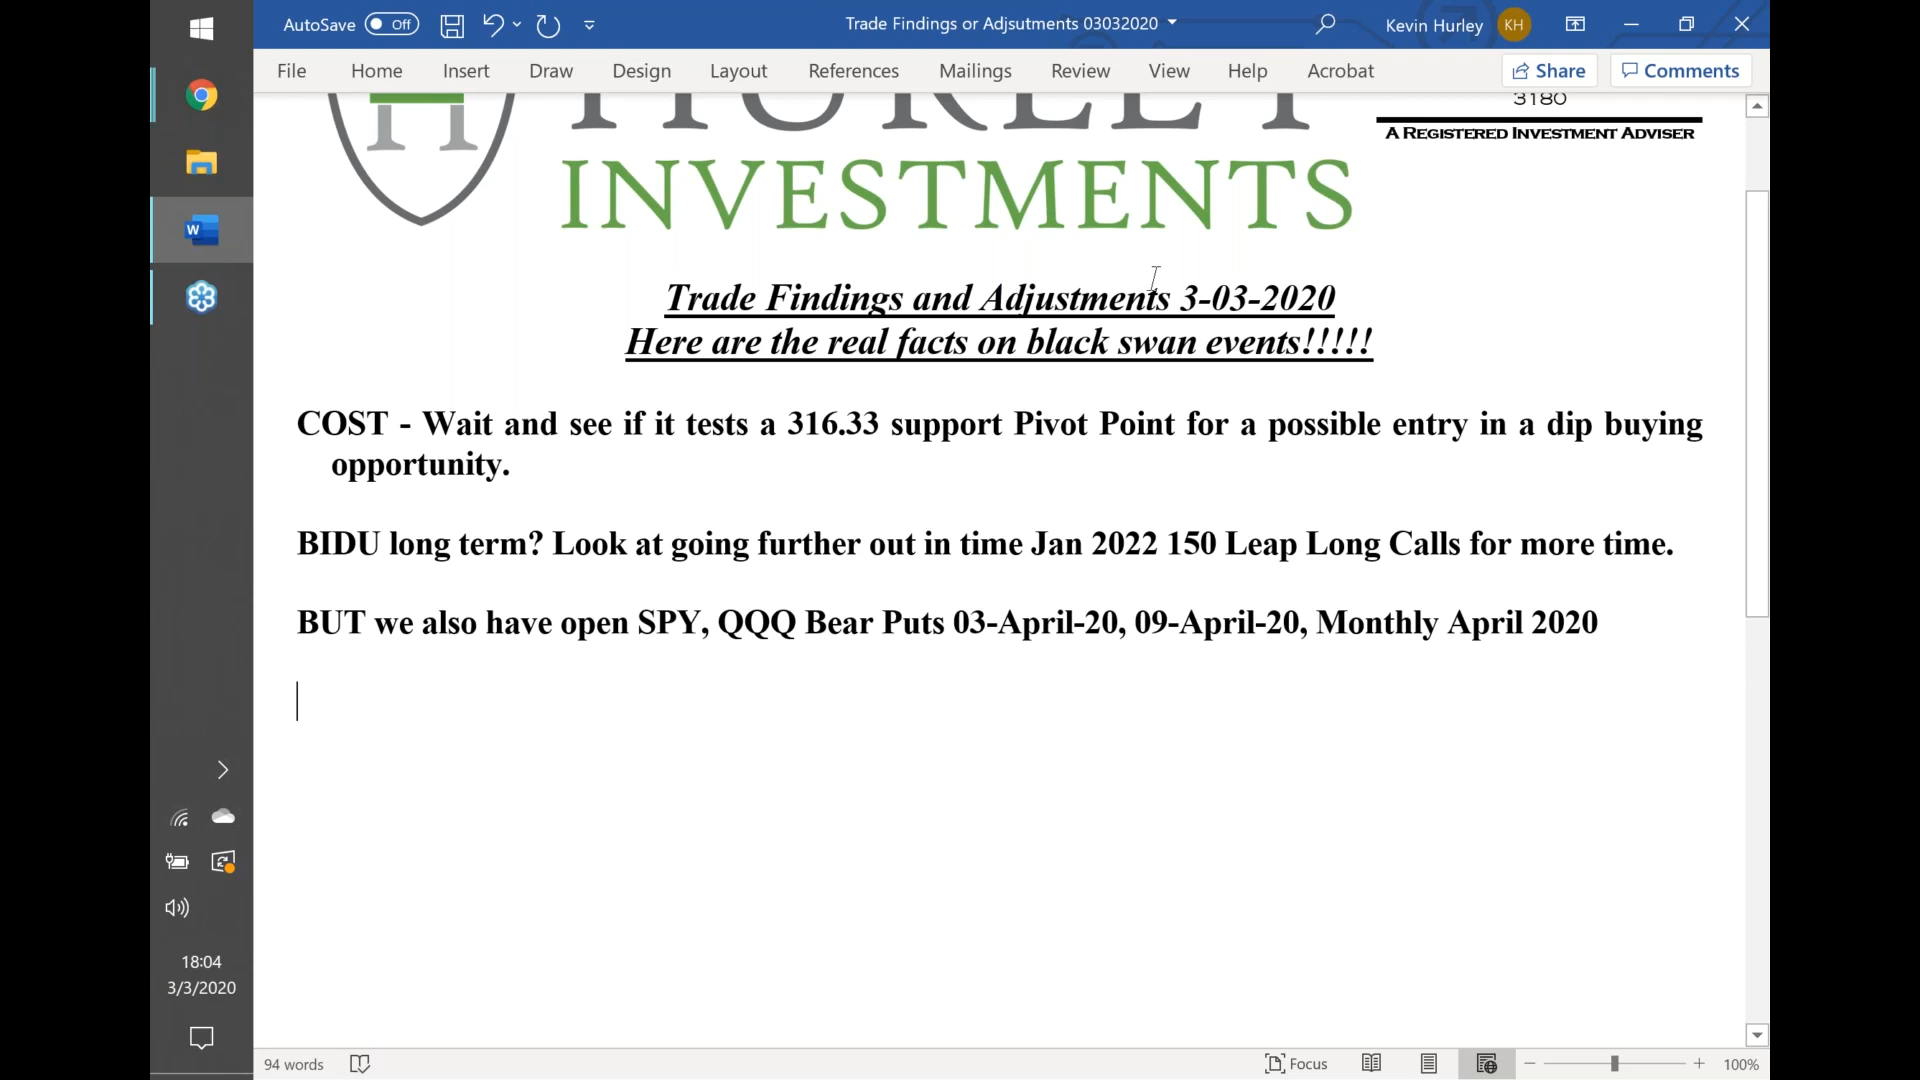 AutoSave Off
Trade Findings or Adjsutments 03032020
Kevin Hurley KH
File Home Insert Draw Design Layout References Mailings Review View Help Acrobat Share Comments
HURLEY
INVESTMENTS
3180
A REGISTERED INVESTMENT ADVISER
Trade Findings and Adjustments 3-03-2020
Here are the real facts on black swan events!!!!!
COST - Wait and see if it tests a 316.33 support Pivot Point for a possible entry in a dip buying
opportunity.
BIDU long term? Look at going further out in time Jan 2022 150 Leap Long Calls for more time.
BUT we also have open SPY, QQQ Bear Puts 03-April-20, 09-April-20, Monthly April 2020
18:04
3/3/2020
94 words
Focus
100%